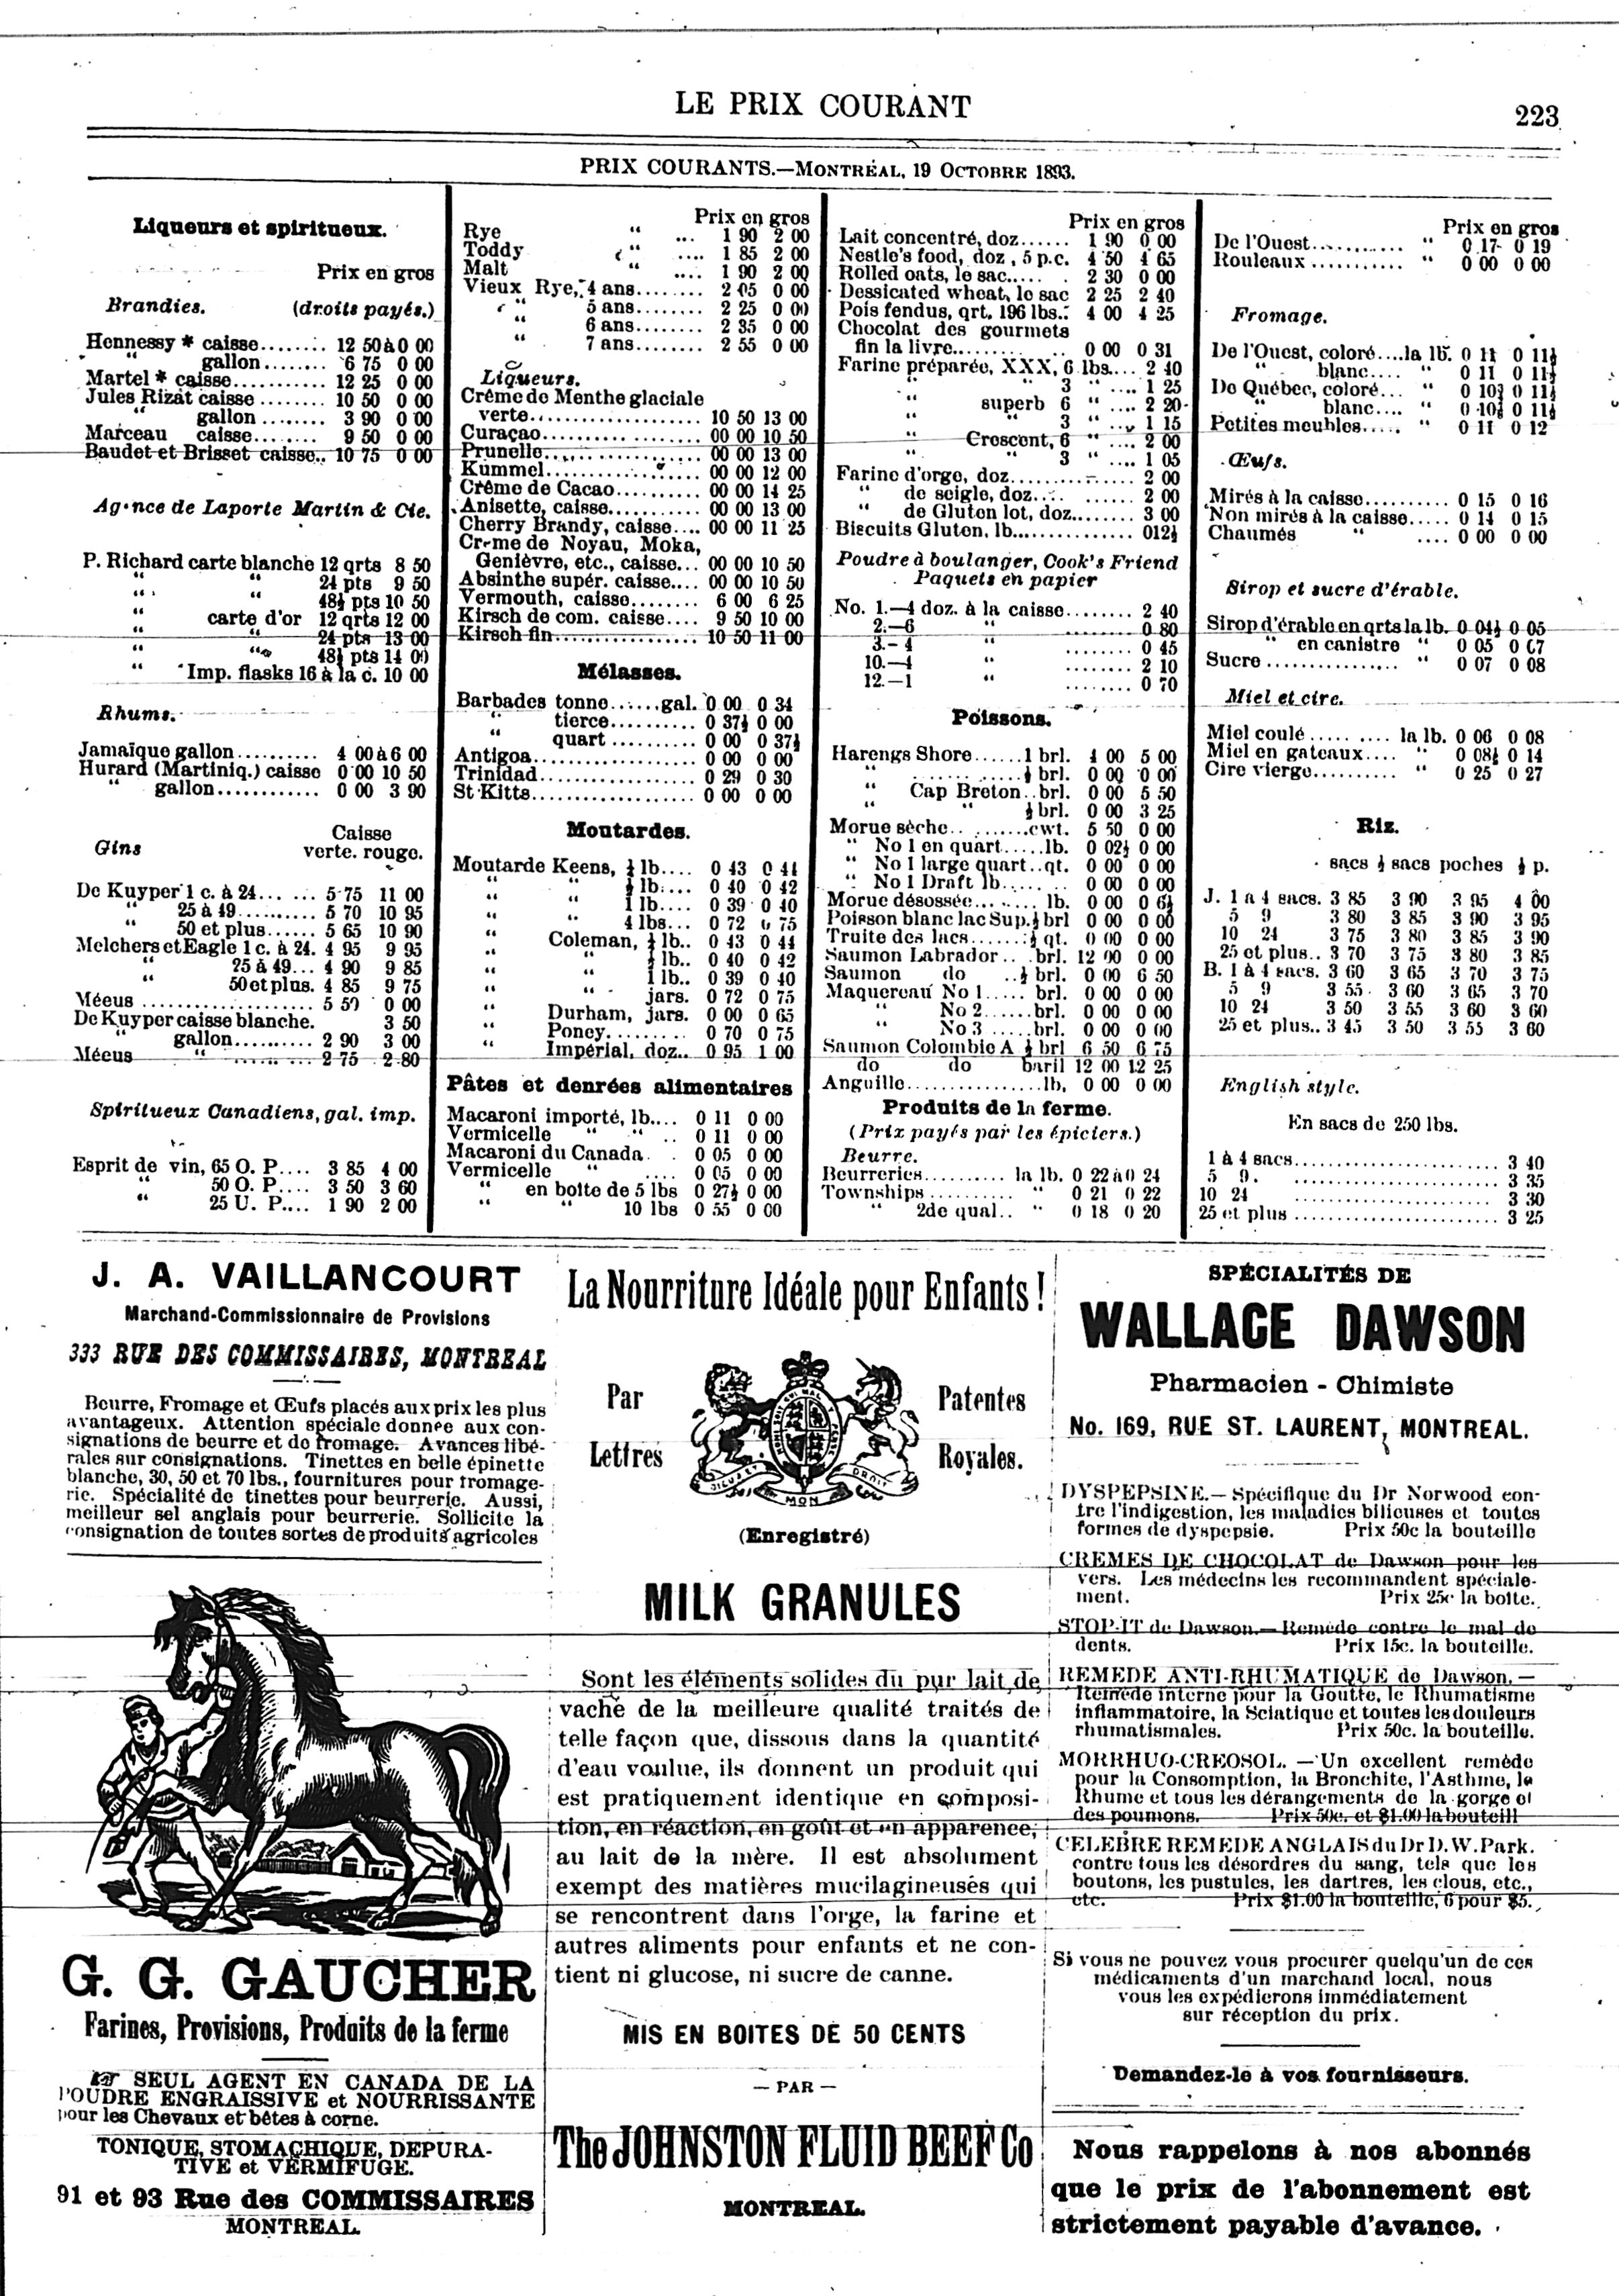 LE PRIX COURANT
223
PRIX COURANTS.—MONTRÉAL, 19 OCTOBRE 1893.
Liqueurs et spiritueux.
Prix en gros
Brandies. (droits payés.)
Hennessy * caisse........ 12 50 à 0 00
“ gallon........ 6 75 0 00
Martel * caisse............ 12 25 0 00
Jules Rizat caisse ........ 10 50 0 00
“ gallon ......... 3 90 0 00
Marceau caisse....... 9 50 0 00
Baudet et Brisset caisse.. 10 75 0 00
Agence de Laporte Martin & Cie.
P. Richard carte blanche 12 qrts 8 50
“ “ 24 pts 9 50
“ “ 48½ pts 10 50
“ carte d'or 12 qrts 12 00
“ “ 24 pts 13 00
“ “ 48½ pts 14 00
“ Imp. flasks 16 à la c. 10 00
Rhums.
Jamaïque gallon.......... 4 00 à 6 00
Hurard (Martiniq.) caisse 0 00 10 50
“ gallon............ 0 00 3 90
Caisse
Gins verte. rouge.
De Kuyper 1 c. à 24...... 5 75 11 00
“ 25 à 49.......... 5 70 10 95
“ 50 et plus...... 5 65 10 90
Melchers et Eagle 1 c. à 24. 4 95 9 95
“ 25 à 49... 4 90 9 85
“ 50 et plus. 4 85 9 75
Méeus .................... 5 50 0 00
De Kuyper caisse blanche. 3 50
“ gallon.......... 2 90 3 00
Méeus “ .......... 2 75 2 80
Spiritueux Canadiens, gal. imp.
Esprit de vin, 65 O. P.... 3 85 4 00
“ 50 O. P.... 3 50 3 60
“ 25 U. P.... 1 90 2 00
Prix en gros
Rye “ ... 1 90 2 00
Toddy “ .... 1 85 2 00
Malt “ .... 1 90 2 00
Vieux Rye, 4 ans........ 2 05 0 00
“ 5 ans........ 2 25 0 00
“ 6 ans........ 2 35 0 00
“ 7 ans........ 2 55 0 00
Liqueurs.
Crême de Menthe glaciale
verte.................... 10 50 13 00
Curaçao.................. 00 00 10 50
Prunelle.................. 00 00 13 00
Kummel.................. 00 00 12 00
Crême de Cacao.......... 00 00 14 25
Anisette, caisse........... 00 00 13 00
Cherry Brandy, caisse.... 00 00 11 25
Creme de Noyau, Moka,
Genièvre, etc., caisse... 00 00 10 50
Absinthe supér. caisse.... 00 00 10 50
Vermouth, caisse........ 6 00 6 25
Kirsch de com. caisse.... 9 50 10 00
Kirsch fin................ 10 50 11 00
Mélasses.
Barbades tonne......gal. 0 00 0 34
“ tierce.......... 0 37½ 0 00
“ quart .......... 0 00 0 37½
Antigoa.................. 0 00 0 00
Trinidad.................. 0 29 0 30
St Kitts................... 0 00 0 00
Moutardes.
Moutarde Keens, ¼ lb.... 0 43 0 44
“ “ ½ lb.... 0 40 0 42
“ “ 1 lb.... 0 39 0 40
“ “ 4 lbs... 0 72 0 75
“ Coleman, ¼ lb.. 0 43 0 44
“ “ ½ lb.. 0 40 0 42
“ “ 1 lb.. 0 39 0 40
“ “ jars. 0 72 0 75
“ Durham, jars. 0 00 0 65
“ Poney......... 0 70 0 75
“ Impérial, doz.. 0 95 1 00
Pâtes et denrées alimentaires
Macaroni importé, lb.... 0 11 0 00
Vermicelle “ “ .. 0 11 0 00
Macaroni du Canada . . 0 05 0 00
Vermicelle “ .... 0 05 0 00
“ en boite de 5 lbs 0 27½ 0 00
“ “ 10 lbs 0 55 0 00
Prix en gros
Lait concentré, doz...... 1 90 0 00
Nestle's food, doz , 5 p.c. 4 50 4 65
Rolled oats, le sac..... . 2 30 0 00
Dessicated wheat, le sac 2 25 2 40
Pois fendus, qrt. 196 lbs.: 4 00 4 25
Chocolat des gourmets
fin la livre............. .. 0 00 0 31
Farine préparée, XXX, 6 lbs... 2 40
“ “ 3 “ .... 1 25
“ superb 6 “ .... 2 20
“ “ 3 “ .... 1 15
“ Crescent, 6 “ .... 2 00
“ “ 3 “ .... 1 05
Farine d'orge, doz.............. 2 00
“ de seigle, doz.... ...... 2 00
“ de Gluten lot, doz....... 3 00
Biscuits Gluten, lb............... 012½
Poudre à boulanger, Cook's Friend
Paquets en papier
No. 1.—4 doz. à la caisse........ 2 40
2.—6 “ ........ 0 80
3.—4 “ ........ 0 45
10.—4 “ ........ 2 10
12.—1 “ ........ 0 70
Poissons.
Harengs Shore......1 brl. 4 00 5 00
“ ...........½ brl. 0 00 0 00
“ Cap Breton..brl. 0 00 5 50
“ “ ½ brl. 0 00 3 25
Morue sèche.. .......cwt. 5 50 0 00
“ No 1 en quart.....lb. 0 02½ 0 00
“ No 1 large quart..qt. 0 00 0 00
“ No 1 Draft lb...... .. 0 00 0 00
Morue désossée........ lb. 0 00 0 6½
Poisson blanc lac Sup.½ brl 0 00 0 00
Truite des lacs......½ qt. 0 00 0 00
Saumon Labrador .. brl. 12 00 0 00
Saumon do ..½ brl. 0 00 6 50
Maquereau No 1..... brl. 0 00 0 00
“ No 2......brl. 0 00 0 00
“ No 3 .....brl. 0 00 0 00
Saumon Colombie A ½ brl 6 50 6 75
do do baril 12 00 12 25
Anguille................lb, 0 00 0 00
Produits de la ferme.
(Prix payés par les épiciers.)
Beurre.
Beurreries.......... la lb. 0 22 à 0 24
Townships .......... “ 0 21 0 22
“ 2de qual.. “ 0 18 0 20
Prix en gros
De l'Ouest............ “ 0 17 0 19
Rouleaux ............ “ 0 00 0 00
Fromage.
De l'Ouest, coloré....la lb. 0 11 0 11½
“ blanc.... “ 0 11 0 11½
De Québec, coloré... “ 0 10¾ 0 11½
“ blanc.... “ 0 10¾ 0 11½
Petites meubles..... “ 0 11 0 12
Œufs.
Mirés à la caisse.......... 0 15 0 16
Non mirés à la caisse..... 0 14 0 15
Chaumés “ .... 0 00 0 00
Sirop et sucre d'érable.
Sirop d'érable en qrts la lb. 0 04½ 0 05
“ en canistre “ 0 05 0 07
Sucre ................ “ 0 07 0 08
Miel et cire.
Miel coulé ..... .... la lb. 0 06 0 08
Miel en gateaux.... “ 0 08½ 0 14
Cire vierge.......... “ 0 25 0 27
Riz.
sacs ½ sacs poches ½ p.
J. 1 à 4 sacs. 3 85 3 90 3 95 4 00
5 9 3 80 3 85 3 90 3 95
10 24 3 75 3 80 3 85 3 90
25 et plus.. 3 70 3 75 3 80 3 85
B. 1 à 4 sacs. 3 60 3 65 3 70 3 75
5 9 3 55 3 60 3 65 3 70
10 24 3 50 3 55 3 60 3 60
25 et plus.. 3 45 3 50 3 55 3 60
English style.
En sacs de 250 lbs.
1 à 4 sacs........................ 3 40
5 9. ........................ 3 35
10 24 ........................ 3 30
25 et plus ........................ 3 25
J. A. VAILLANCOURT
Marchand-Commissionnaire de Provisions
333 RUE DES COMMISSAIRES, MONTREAL
Beurre, Fromage et Œufs placés aux prix les plus
avantageux. Attention spéciale donnée aux con-
signations de beurre et de fromage. Avances libé-
rales sur consignations. Tinettes en belle épinette
blanche, 30, 50 et 70 lbs., fournitures pour fromage-
rie. Spécialité de tinettes pour beurrerie. Aussi,
meilleur sel anglais pour beurrerie. Sollicite la
consignation de toutes sortes de produits agricoles
G. G. GAUCHER
Farines, Provisions, Produits de la ferme
☞ SEUL AGENT EN CANADA DE LA
POUDRE ENGRAISSIVE et NOURRISSANTE
pour les Chevaux et bêtes à corne.
TONIQUE, STOMACHIQUE, DEPURA-
TIVE et VERMIFUGE.
91 et 93 Rue des COMMISSAIRES
MONTREAL.
La Nourriture Idéale pour Enfants !
Par Patentes
Lettres Royales.
DIEU ET MON DROIT
(Enregistré)
MILK GRANULES
Sont les éléments solides du pur lait de
vache de la meilleure qualité traités de
telle façon que, dissous dans la quantité
d'eau voulue, ils donnent un produit qui
est pratiquement identique en composi-
tion, en réaction, en goût et en apparence,
au lait de la mère. Il est absolument
exempt des matières mucilagineuses qui
se rencontrent dans l'orge, la farine et
autres aliments pour enfants et ne con-
tient ni glucose, ni sucre de canne.
MIS EN BOITES DE 50 CENTS
— PAR —
The JOHNSTON FLUID BEEF Co
MONTREAL.
SPÉCIALITÉS DE
WALLACE DAWSON
Pharmacien - Chimiste
No. 169, RUE ST. LAURENT, MONTREAL.
DYSPEPSINE.— Spécifique du Dr Norwood con-
tre l'indigestion, les maladies bilieuses et toutes
formes de dyspepsie. Prix 50c la bouteille
CREMES DE CHOCOLAT de Dawson pour les
vers. Les médecins les recommandent spéciale-
ment. Prix 25c la boîte.
STOP-IT de Dawson.— Remède contre le mal de
dents. Prix 15c. la bouteille.
REMEDE ANTI-RHUMATIQUE de Dawson. —
Remède interne pour la Goutte, le Rhumatisme
inflammatoire, la Sciatique et toutes les douleurs
rhumatismales. Prix 50c. la bouteille.
MORRHUO-CREOSOL. — Un excellent remède
pour la Consomption, la Bronchite, l'Asthme, le
Rhume et tous les dérangements de la gorge et
des poumons. Prix 50c. et $1.00 la bouteill
CELEBRE REMEDE ANGLAIS du Dr D. W. Park.
contre tous les désordres du sang, tels que les
boutons, les pustules, les dartres, les clous, etc.,
etc. Prix $1.00 la bouteille, 6 pour $5.
Si vous ne pouvez vous procurer quelqu'un de ces
médicaments d'un marchand local, nous
vous les expédierons immédiatement
sur réception du prix.
Demandez-le à vos fournisseurs.
Nous rappelons à nos abonnés
que le prix de l'abonnement est
strictement payable d'avance.